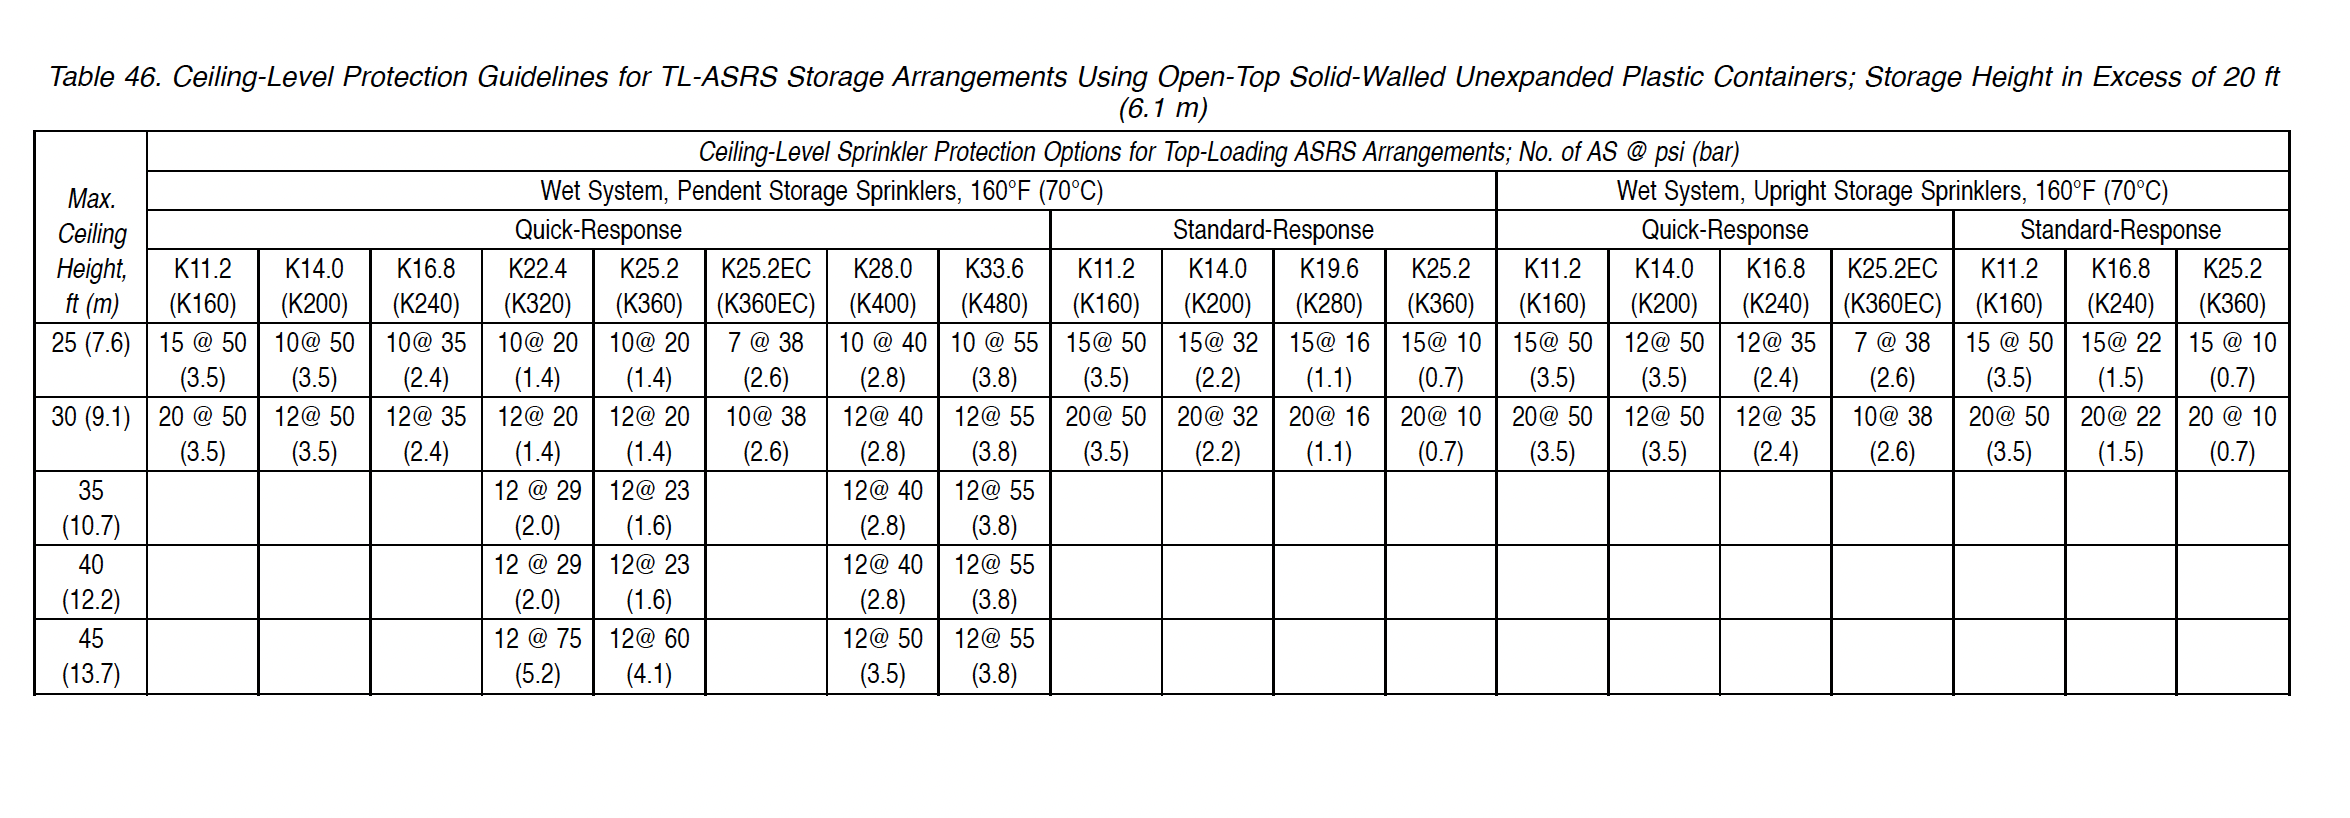 Table 46. Ceiling-Level Protection Guidelines for TL-ASRS Storage Arrangements Using Open-Top Solid-Walled Unexpanded Plastic Containers; Storage Height in Excess of 20 ft
(6.1 m)
Max. Ceiling Height, ft (m)
Ceiling-Level Sprinkler Protection Options for Top-Loading ASRS Arrangements; No. of AS @ psi (bar)
Wet System, Pendent Storage Sprinklers, 160°F (70°C) Wet System, Upright Storage Sprinklers, 160°F (70°C)
Quick-Response Standard-Response Quick-Response Standard-Response
K11.2 K14.0 K16.8 K22.4 K25.2 K25.2EC K28.0 K33.6 K11.2 K14.0 K19.6 K25.2 K11.2 K14.0 K16.8 K25.2EC K11.2 K16.8 K25.2
(K160) (K200) (K240) (K320) (K360) (K360EC) (K400) (K480) (K160) (K200) (K280) (K360) (K160) (K200) (K240) (K360EC) (K160) (K240) (K360)
25 (7.6) 15 @ 50 10@ 50 10@ 35 10@ 20 10@ 20 7 @ 38 10 @ 40 10 @ 55 15@ 50 15@ 32 15@ 16 15@ 10 15@ 50 12@ 50 12@ 35 7 @ 38 15 @ 50 15@ 22 15 @ 10
(3.5) (3.5) (2.4) (1.4) (1.4) (2.6) (2.8) (3.8) (3.5) (2.2) (1.1) (0.7) (3.5) (3.5) (2.4) (2.6) (3.5) (1.5) (0.7)
30 (9.1) 20 @ 50 12@ 50 12@ 35 12@ 20 12@ 20 10@ 38 12@ 40 12@ 55 20@ 50 20@ 32 20@ 16 20@ 10 20@ 50 12@ 50 12@ 35 10@ 38 20@ 50 20@ 22 20 @ 10
(3.5) (3.5) (2.4) (1.4) (1.4) (2.6) (2.8) (3.8) (3.5) (2.2) (1.1) (0.7) (3.5) (3.5) (2.4) (2.6) (3.5) (1.5) (0.7)
35 12 @ 29 12@ 23 12@ 40 12@ 55
(10.7) (2.0) (1.6) (2.8) (3.8)
40 12 @ 29 12@ 23 12@ 40 12@ 55
(12.2) (2.0) (1.6) (2.8) (3.8)
45 12 @ 75 12@ 60 12@ 50 12@ 55
(13.7) (5.2) (4.1) (3.5) (3.8)